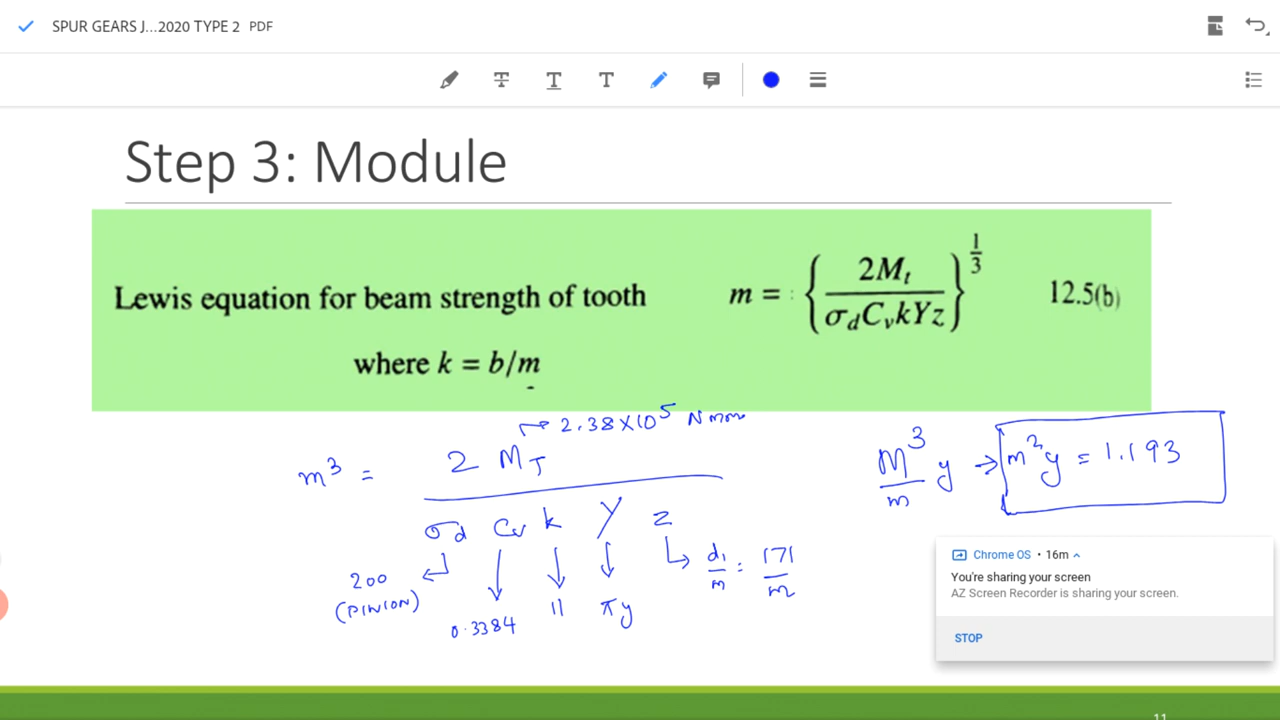 SPUR GEARS J...2020 TYPE 2 PDF
Step 3: Module
Lewis equation for beam strength of tooth m = {2Mt / σdCvkYz}^1/3 12.5(b)
where k = b/m
→ 2.38×10^5 N mm
m^3 = 2 MT / σd Cv k Y z
M^3/m y → m^2y = 1.193
200
(PINION)
0.3384
11
πy
d1/m = 171/m
Chrome OS • 16m
You're sharing your screen
AZ Screen Recorder is sharing your screen.
STOP
11